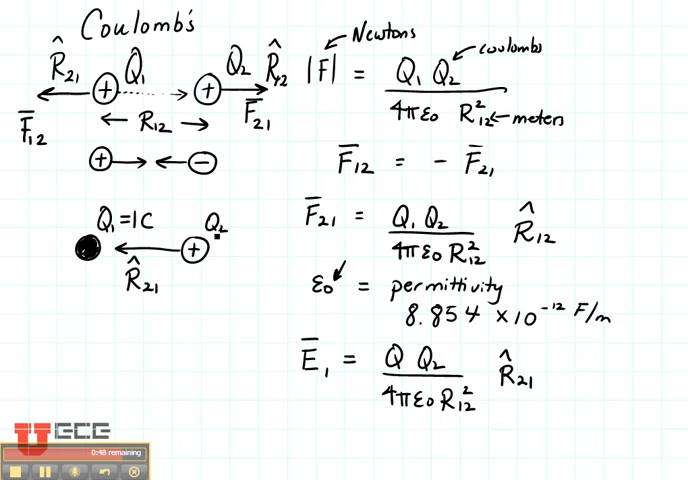 Coulomb's
R̂21 Q1 Q2 R̂12
F̅12 R12 F̅21
+ +
+ −
Q1=1C Q2
+
R̂21
Newtons
coulombs
|F| = Q1 Q2 / 4πε0 R12² meters
F̅12 = - F̅21
F̅21 = Q1 Q2 / 4πε0 R12² R̂12
ε0 = permittivity
8.854 ×10^-12 F/m
E̅1 = Q Q2 / 4πε0 R12² R̂21
UECE
0:48 remaining